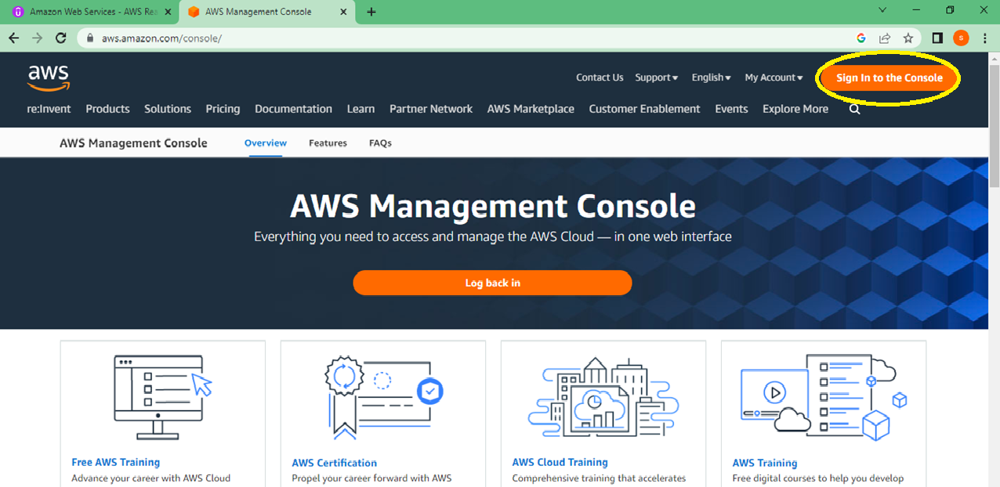 Amazon Web Services - AWS Rea
AWS Management Console
aws.amazon.com/console/
S
aws
Contact Us Support English My Account Sign In to the Console
re:Invent Products Solutions Pricing Documentation Learn Partner Network AWS Marketplace Customer Enablement Events Explore More
AWS Management Console Overview Features FAQs
AWS Management Console
Everything you need to access and manage the AWS Cloud — in one web interface
Log back in
Free AWS Training
Advance your career with AWS Cloud
AWS Certification
Propel your career forward with AWS
AWS Cloud Training
Comprehensive training that accelerates
AWS Training
Free digital courses to help you develop